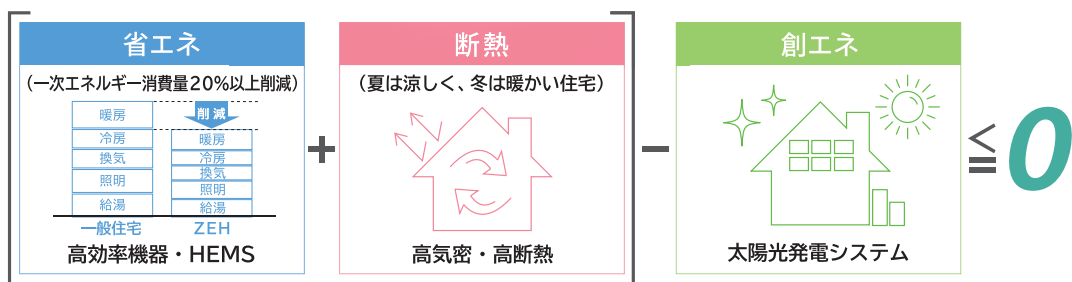 省エネ
(一次エネルギー消費量20%以上削減)
暖房
冷房
換気
照明
給湯
一般住宅
削減
暖房
冷房
換気
照明
給湯
ZEH
高効率機器・HEMS
+
断熱
(夏は涼しく、冬は暖かい住宅)
高気密・高断熱
−
創エネ
太陽光発電システム
≦0